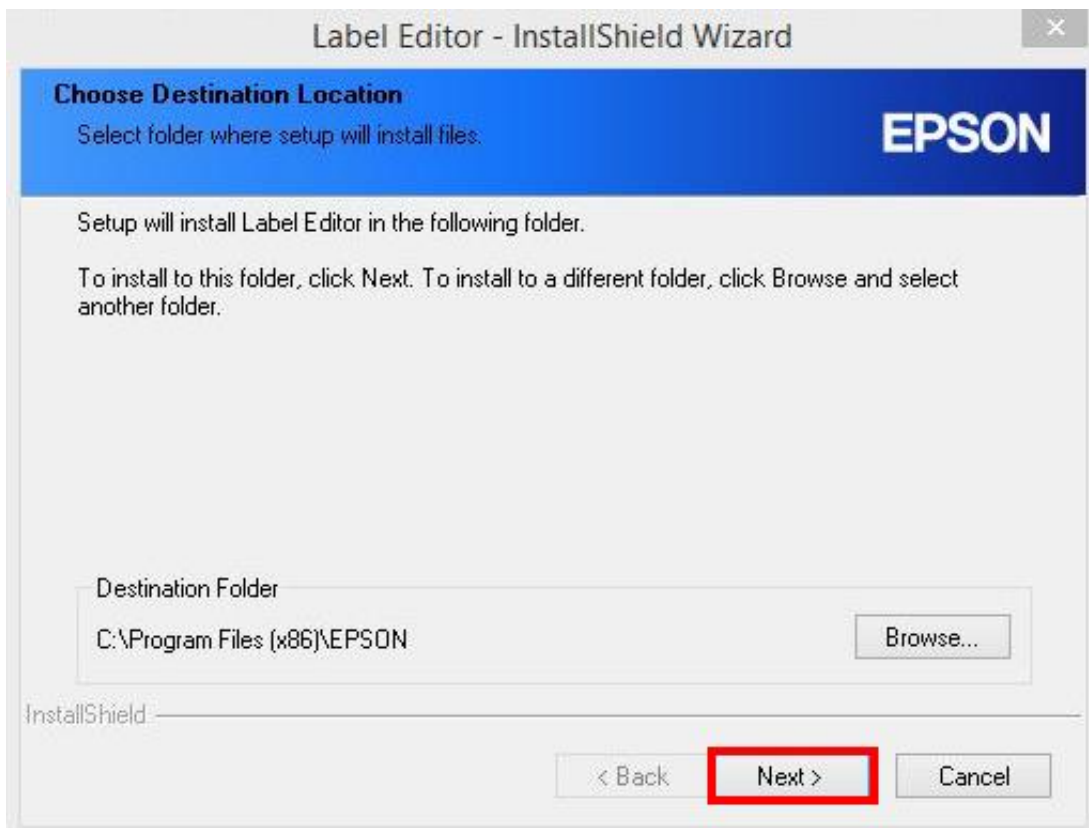 Label Editor - InstallShield Wizard
Choose Destination Location
Select folder where setup will install files.
EPSON
Setup will install Label Editor in the following folder.
To install to this folder, click Next. To install to a different folder, click Browse and select
another folder.
Destination Folder
C:\Program Files (x86)\EPSON
Browse...
InstallShield
< Back
Next >
Cancel